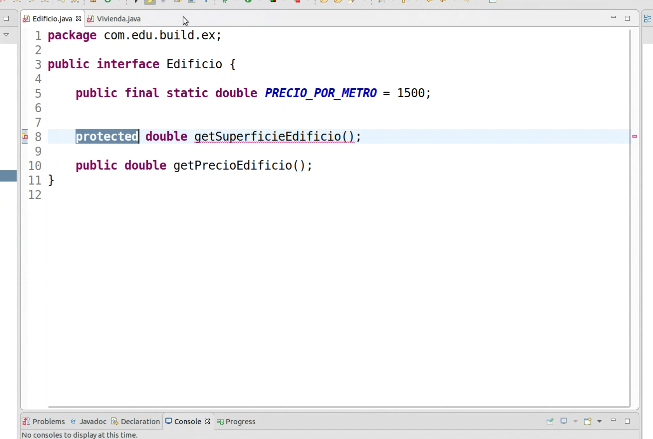 Edificio.java
Vivienda.java
1 package com.edu.build.ex;
2
3 public interface Edificio {
4
5 public final static double PRECIO_POR_METRO = 1500;
6
7
8 protected double getSuperficieEdificio();
9
10 public double getPrecioEdificio();
11 }
12
Problems Javadoc Declaration Console Progress
No consoles to display at this time.